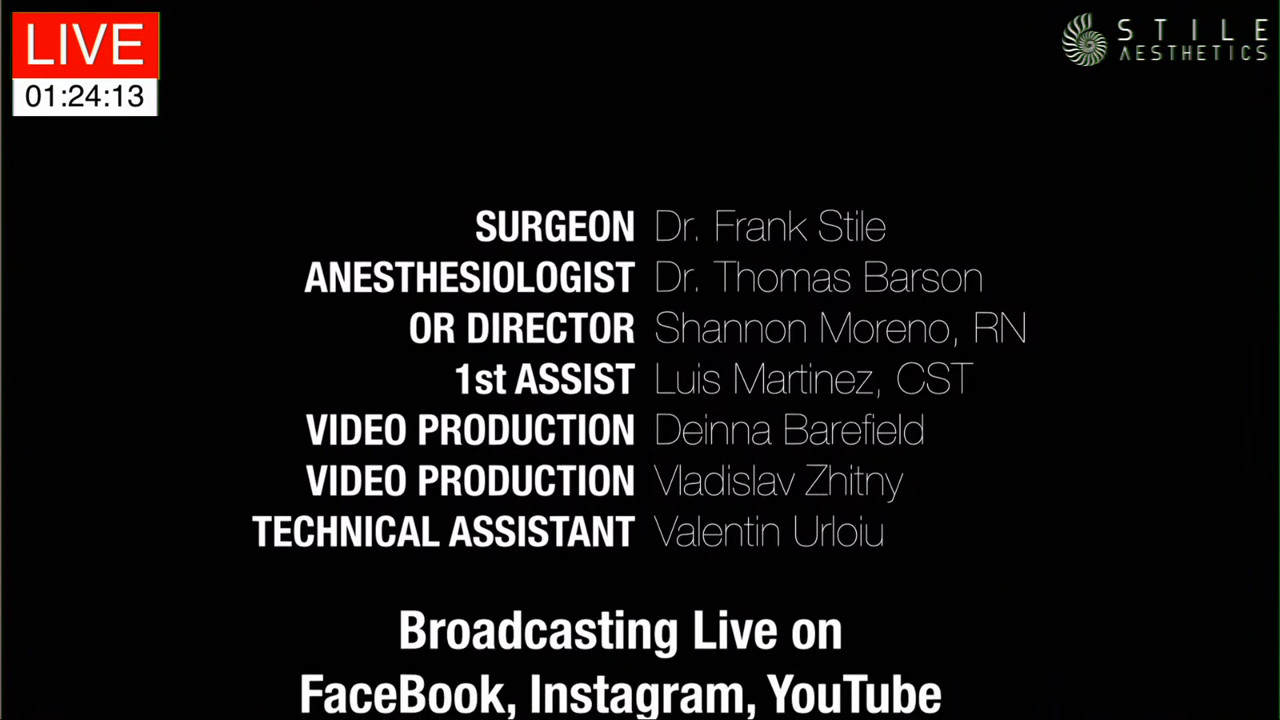 LIVE
01:24:13
STILE
AESTHETICS
SURGEON Dr. Frank Stile
ANESTHESIOLOGIST Dr. Thomas Barson
OR DIRECTOR Shannon Moreno, RN
1st ASSIST Luis Martinez, CST
VIDEO PRODUCTION Deinna Barefield
VIDEO PRODUCTION Vladislav Zhitny
TECHNICAL ASSISTANT Valentin Urloiu
Broadcasting Live on
FaceBook, Instagram, YouTube